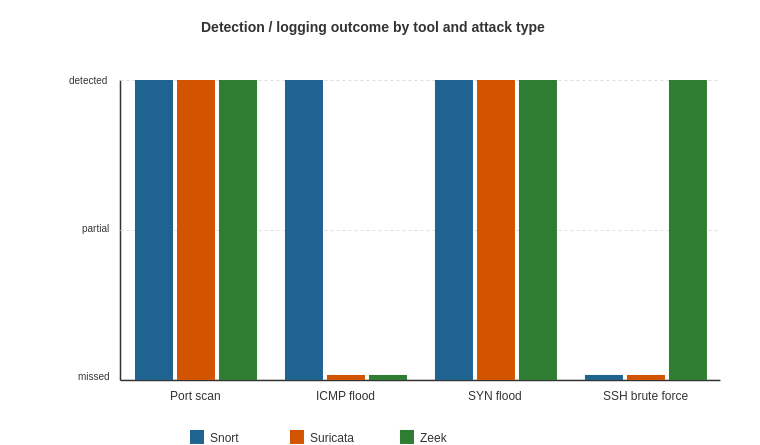 Detection / logging outcome by tool and attack type
detected
partial
missed
Port scan ICMP flood SYN flood SSH brute force
Snort Suricata Zeek